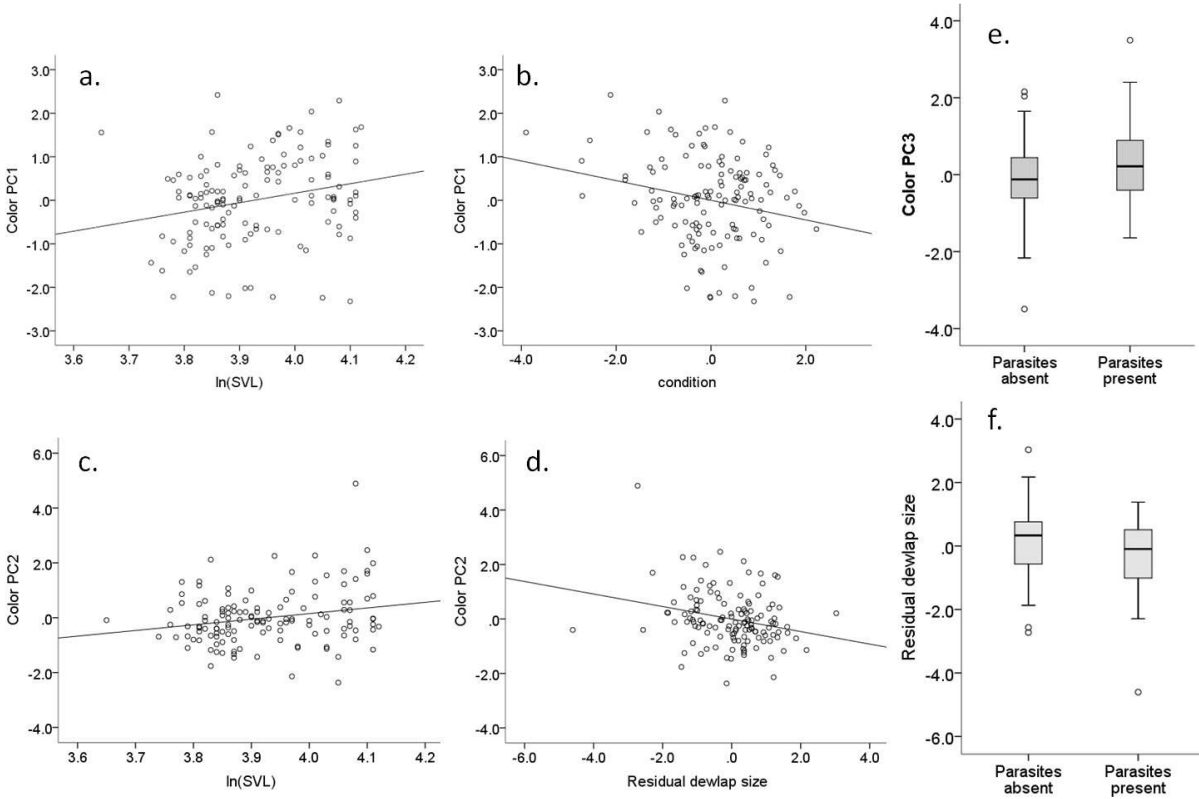 a.
3.0
2.0
1.0
.0
-1.0
-2.0
-3.0
Color PC1
3.6 3.7 3.8 3.9 4.0 4.1 4.2
ln(SVL)
b.
3.0
2.0
1.0
.0
-1.0
-2.0
-3.0
Color PC1
-4.0 -2.0 .0 2.0
condition
e.
4.0
2.0
.0
-2.0
-4.0
Color PC3
Parasites absent
Parasites present
c.
6.0
4.0
2.0
.0
-2.0
-4.0
Color PC2
3.6 3.7 3.8 3.9 4.0 4.1 4.2
ln(SVL)
d.
6.0
4.0
2.0
.0
-2.0
-4.0
Color PC2
-6.0 -4.0 -2.0 .0 2.0 4.0
Residual dewlap size
f.
4.0
2.0
.0
-2.0
-4.0
-6.0
Residual dewlap size
Parasites absent
Parasites present